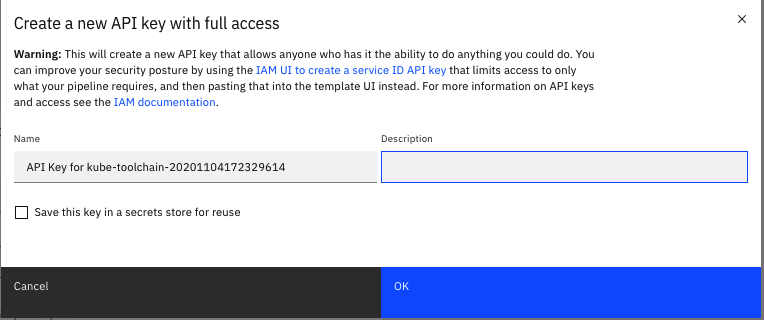 Create a new API key with full access
Warning: This will create a new API key that allows anyone who has it the ability to do anything you could do. You
can improve your security posture by using the IAM UI to create a service ID API key that limits access to only
what your pipeline requires, and then pasting that into the template UI instead. For more information on API keys
and access see the IAM documentation.
Name
Description
API Key for kube-toolchain-20201104172329614
Save this key in a secrets store for reuse
Cancel
OK